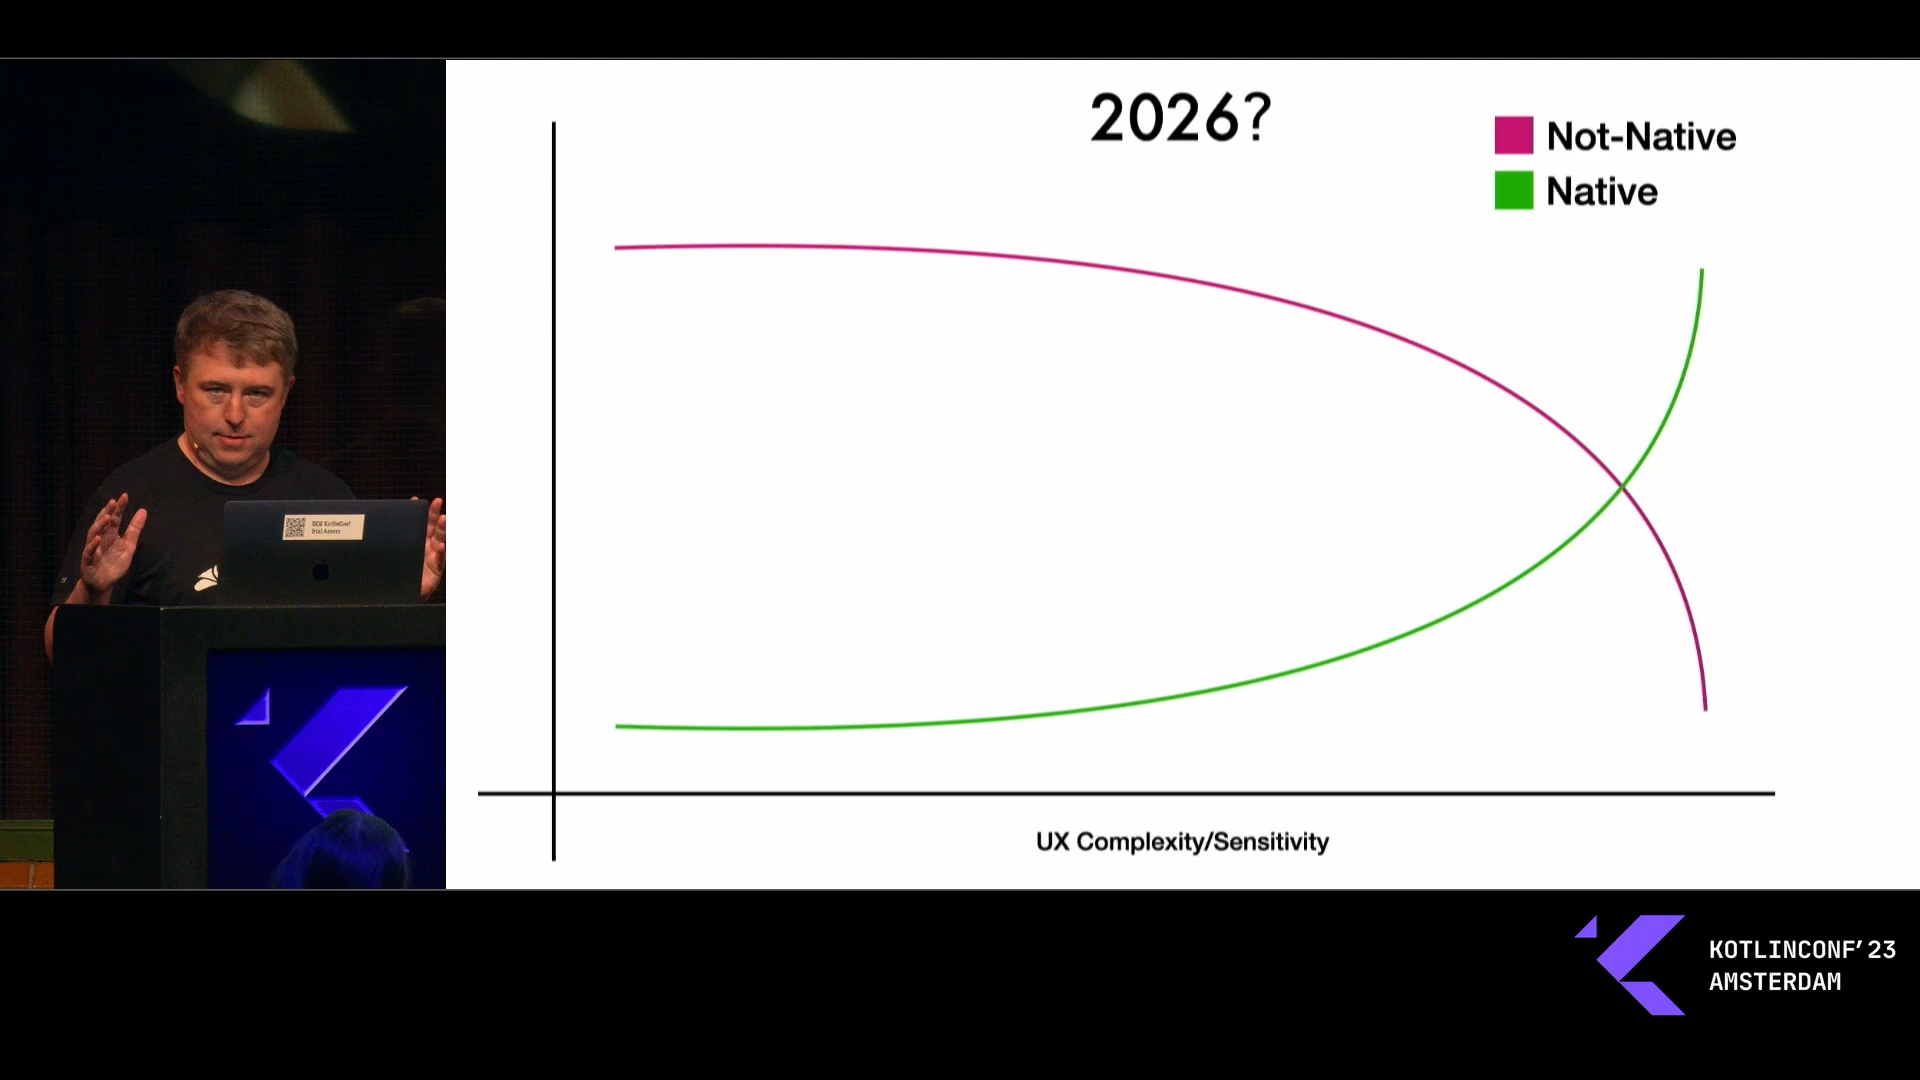 2026?
Not-Native
Native
UX Complexity/Sensitivity
KOTLINCONF'23
AMSTERDAM